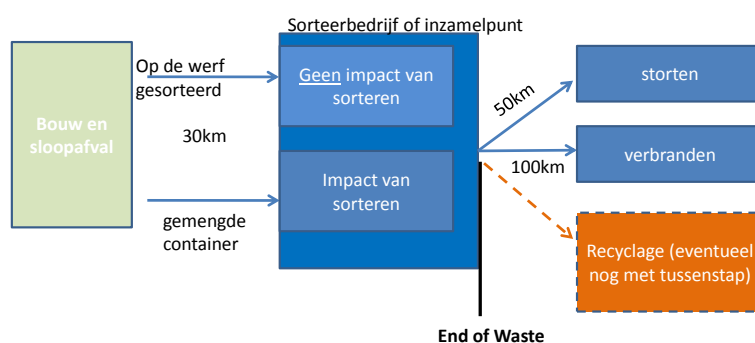 Sorteerbedrijf of inzamelpunt
Bouw en
sloopafval
Op de werf
gesorteerd
30km
gemengde
container
Geen impact van
sorteren
Impact van
sorteren
50km
100km
storten
verbranden
Recyclage (eventueel
nog met tussenstap)
End of Waste